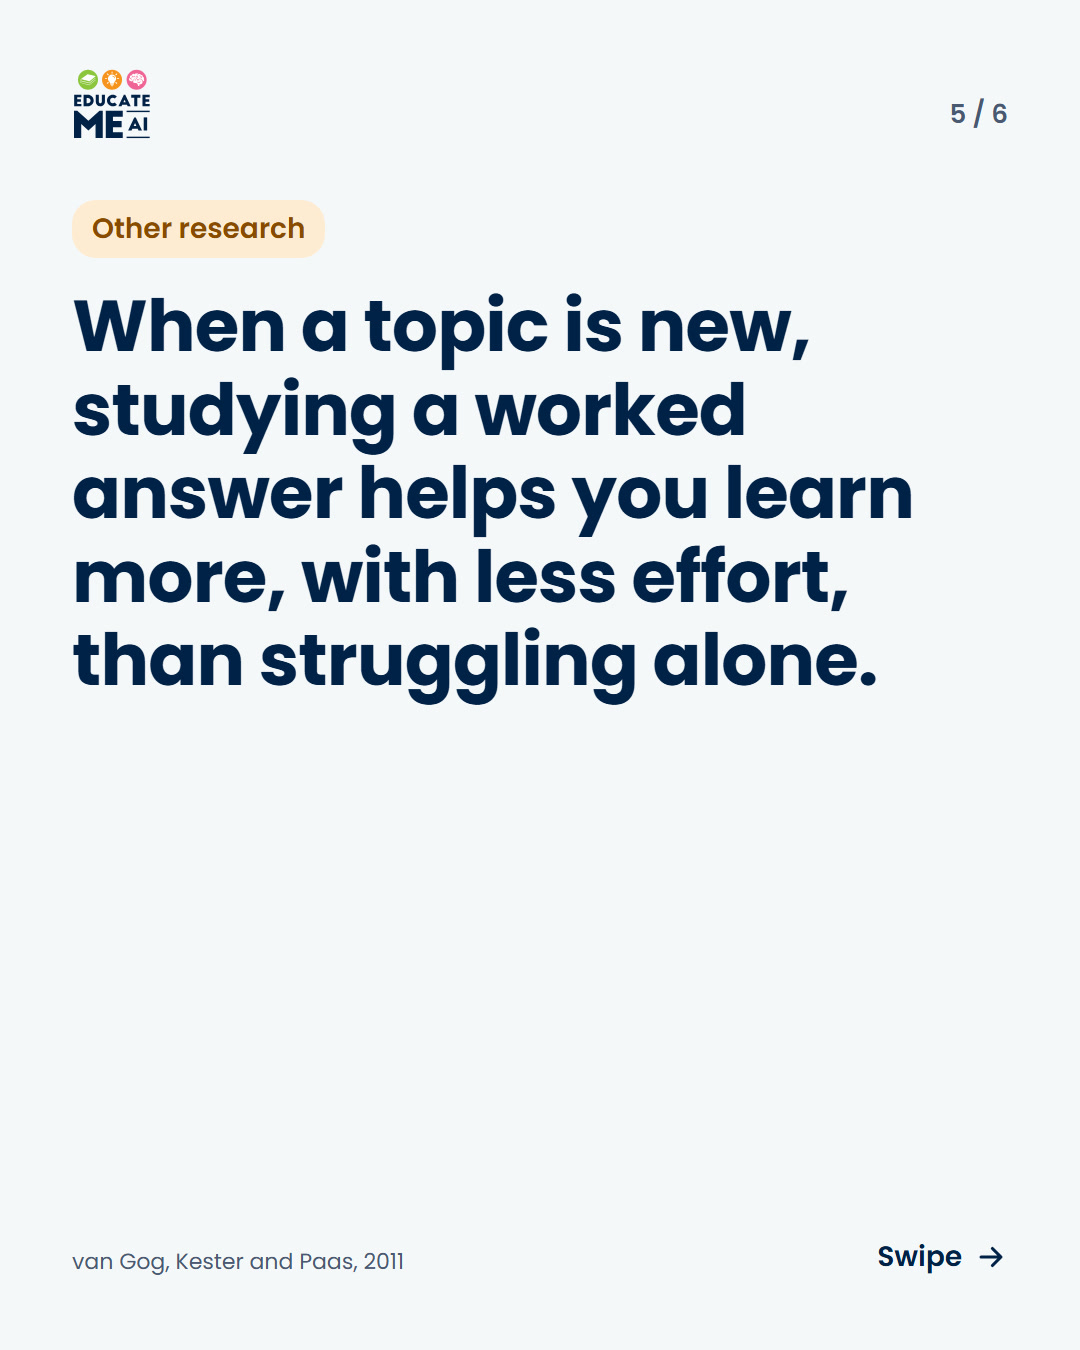 EDUCATE
ME AI
5 / 6
Other research
When a topic is new,
studying a worked
answer helps you learn
more, with less effort,
than struggling alone.
van Gog, Kester and Paas, 2011
Swipe →